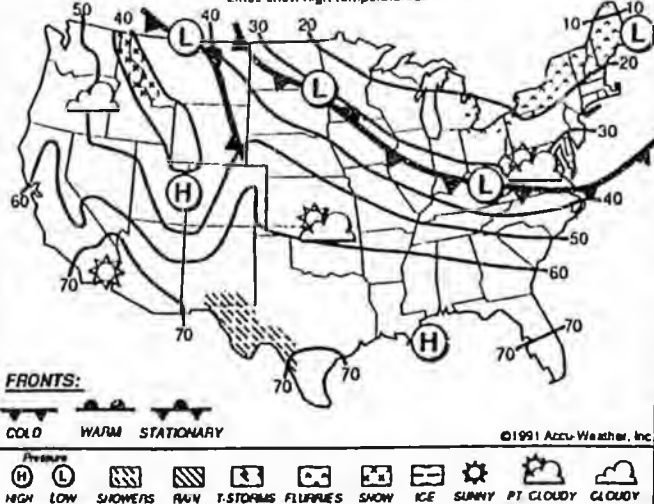 50 40 40 30 20 10 10
L L
20
L
30
L
H
60
40
50
60
70
70
70
H
70
70 70
FRONTS:
COLD WARM STATIONARY
©1991 Accu-Weather, Inc.
Pressure
H L
HIGH LOW SHOWERS RAIN T-STORMS FLURRIES SNOW ICE SUNNY PT. CLOUDY CLOUDY